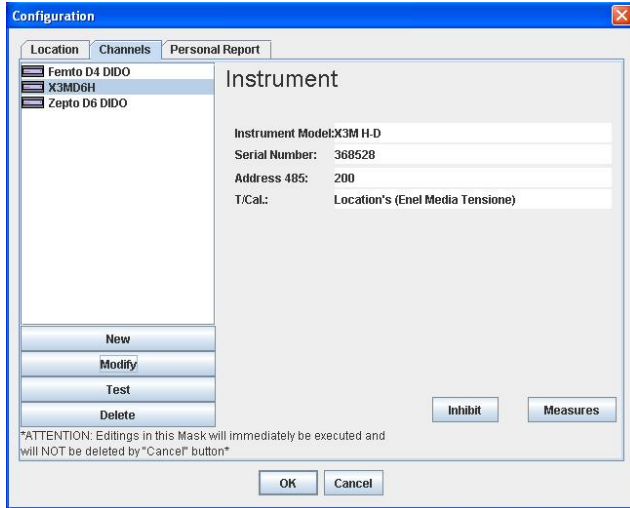 Configuration
Location Channels Personal Report
Femto D4 DIDO
X3MD6H
Zepto D6 DIDO
Instrument
Instrument Model:X3M H-D
Serial Number: 368528
Address 485: 200
T/Cal.: Location's (Enel Media Tensione)
New
Modify
Test
Delete
Inhibit Measures
*ATTENTION: Editings in this Mask will immediately be executed and
will NOT be deleted by "Cancel" button*
OK Cancel